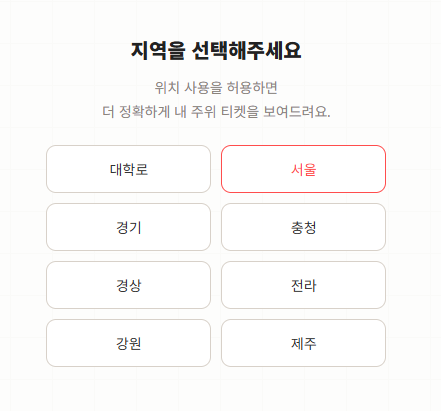 지역을 선택해주세요
위치 사용을 허용하면
더 정확하게 내 주위 티켓을 보여드려요.
대학로
서울
경기
충청
경상
전라
강원
제주